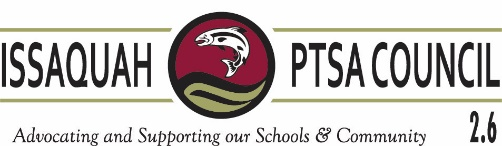 ISSAQUAH PTSA COUNCIL
2.6
Advocating and Supporting our Schools & Community